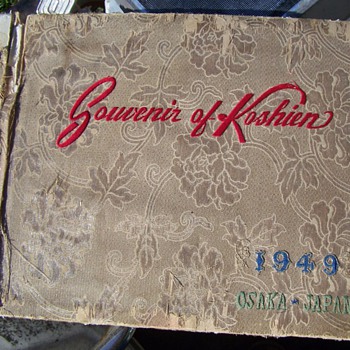 Souvenir of Koshien
1949
OSAKA - JAPAN